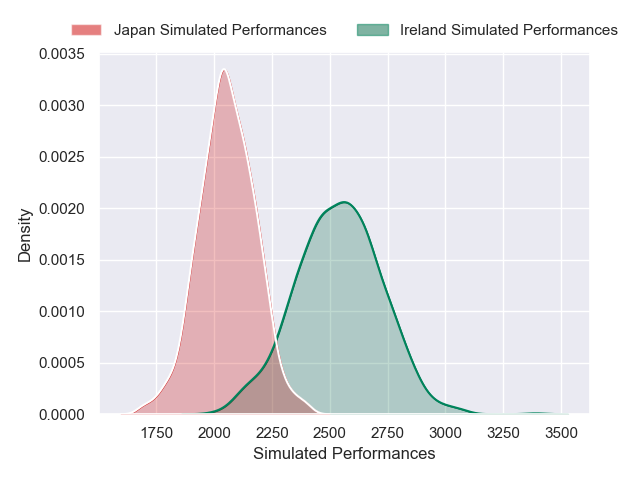 Japan Simulated Performances Ireland Simulated Performances
0.0035
0.0030
0.0025
0.0020
0.0015
0.0010
0.0005
0.0000
Density
1750 2000 2250 2500 2750 3000 3250 3500
Simulated Performances